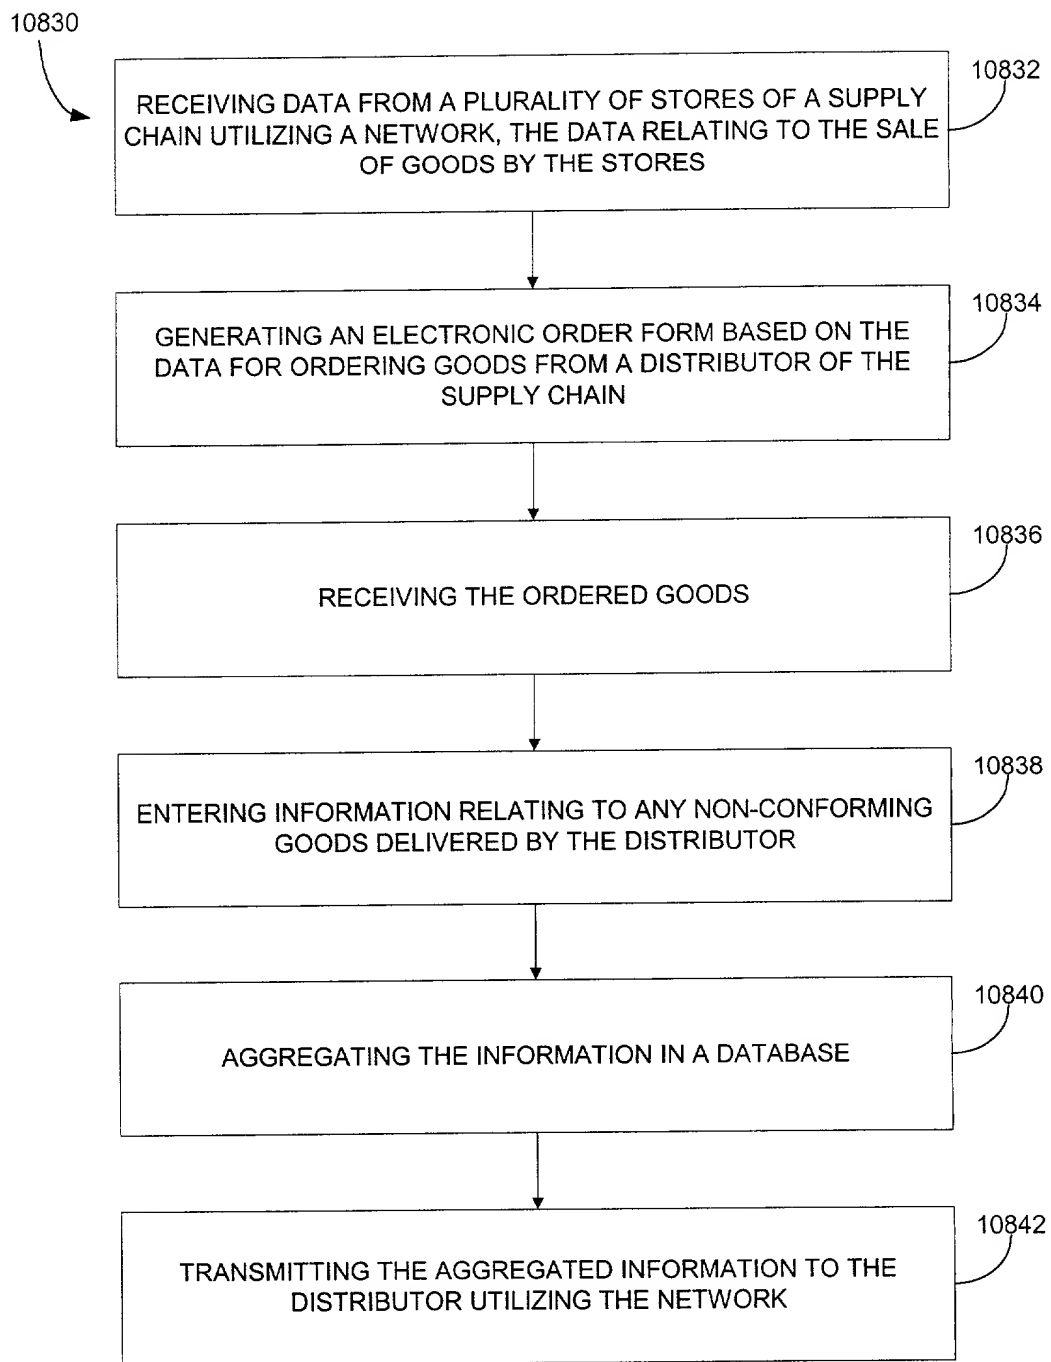 10830
10832
RECEIVING DATA FROM A PLURALITY OF STORES OF A SUPPLY
CHAIN UTILIZING A NETWORK, THE DATA RELATING TO THE SALE
OF GOODS BY THE STORES
10834
GENERATING AN ELECTRONIC ORDER FORM BASED ON THE
DATA FOR ORDERING GOODS FROM A DISTRIBUTOR OF THE
SUPPLY CHAIN
10836
RECEIVING THE ORDERED GOODS
10838
ENTERING INFORMATION RELATING TO ANY NON-CONFORMING
GOODS DELIVERED BY THE DISTRIBUTOR
10840
AGGREGATING THE INFORMATION IN A DATABASE
10842
TRANSMITTING THE AGGREGATED INFORMATION TO THE
DISTRIBUTOR UTILIZING THE NETWORK